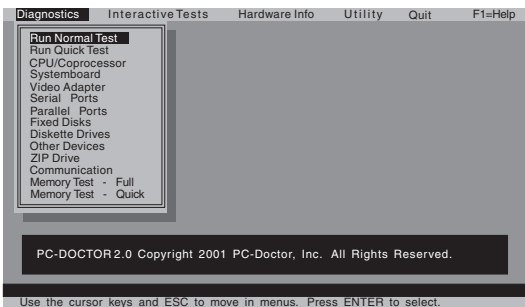 Diagnostics Interactive Tests Hardware Info Utility Quit F1=Help
Run Normal Test
Run Quick Test
CPU/Coprocessor
Systemboard
Video Adapter
Serial Ports
Parallel Ports
Fixed Disks
Diskette Drives
Other Devices
ZIP Drive
Communication
Memory Test - Full
Memory Test - Quick
PC-DOCTOR 2.0 Copyright 2001 PC-Doctor, Inc. All Rights Reserved.
Use the cursor keys and ESC to move in menus. Press ENTER to select.